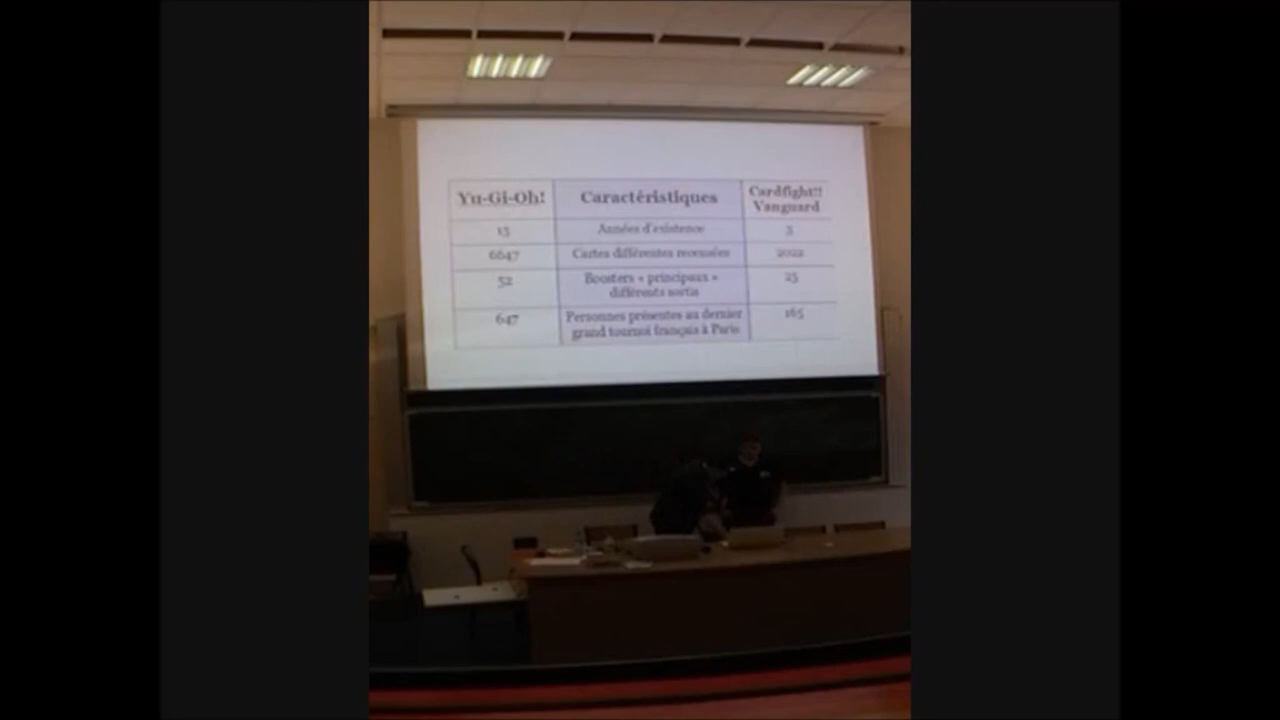 Yu-Gi-Oh! Caractéristiques Cardfight!!
Vanguard
13 Années d'existence 3
6647 Cartes différentes recensées 2022
52 Boosters « principaux » 25
différents sortis
647 Personnes présentes au dernier 165
grand tournoi français à Paris